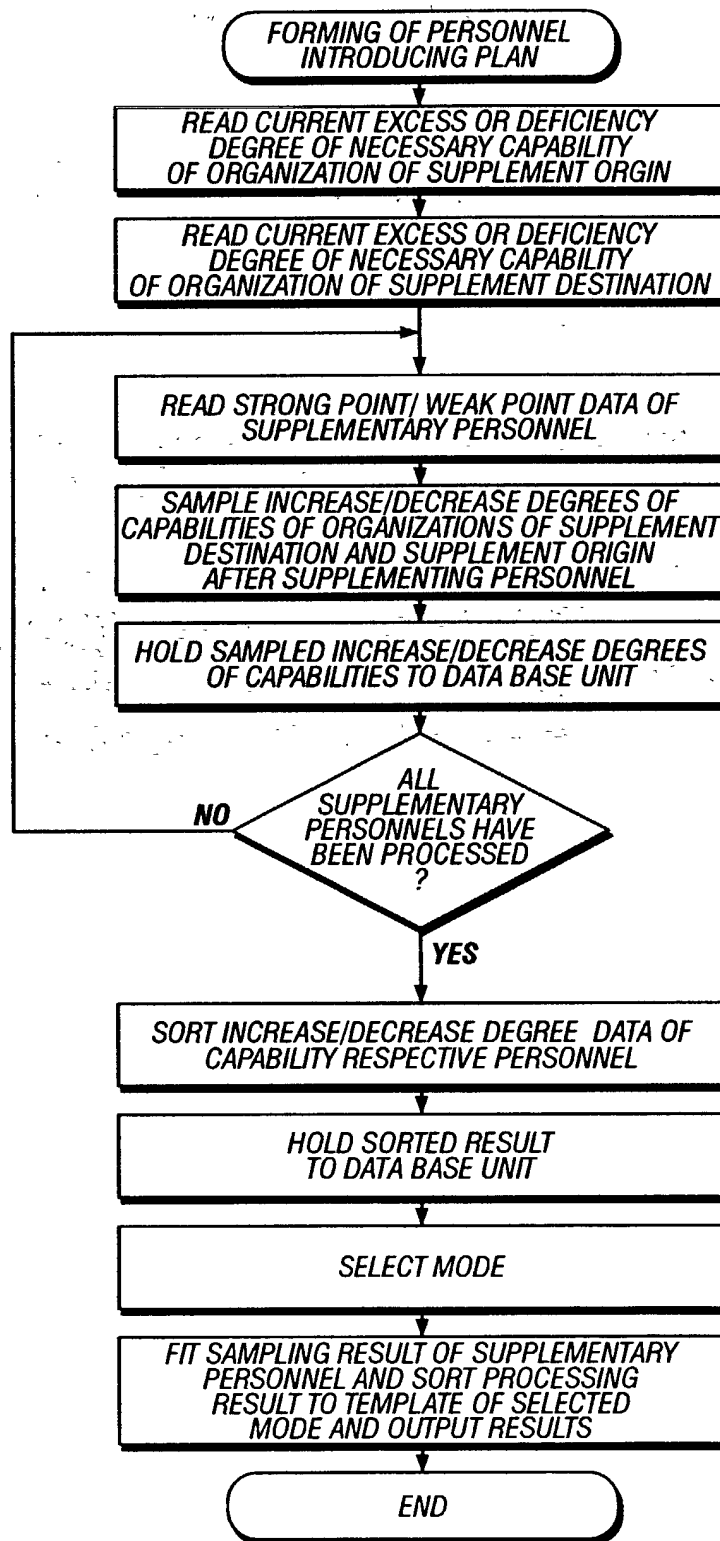 FORMING OF PERSONNEL
INTRODUCING PLAN
READ CURRENT EXCESS OR DEFICIENCY
DEGREE OF NECESSARY CAPABILITY
OF ORGANIZATION OF SUPPLEMENT ORGIN
READ CURRENT EXCESS OR DEFICIENCY
DEGREE OF NECESSARY CAPABILITY
OF ORGANIZATION OF SUPPLEMENT DESTINATION
READ STRONG POINT/ WEAK POINT DATA OF
SUPPLEMENTARY PERSONNEL
SAMPLE INCREASE/DECREASE DEGREES OF
CAPABILITIES OF ORGANIZATIONS OF SUPPLEMENT
DESTINATION AND SUPPLEMENT ORIGIN
AFTER SUPPLEMENTING PERSONNEL
HOLD SAMPLED INCREASE/DECREASE DEGREES
OF CAPABILITIES TO DATA BASE UNIT
ALL
SUPPLEMENTARY
PERSONNELS HAVE
BEEN PROCESSED
?
NO
YES
SORT INCREASE/DECREASE DEGREE DATA OF
CAPABILITY RESPECTIVE PERSONNEL
HOLD SORTED RESULT
TO DATA BASE UNIT
SELECT MODE
FIT SAMPLING RESULT OF SUPPLEMENTARY
PERSONNEL AND SORT PROCESSING
RESULT TO TEMPLATE OF SELECTED
MODE AND OUTPUT RESULTS
END